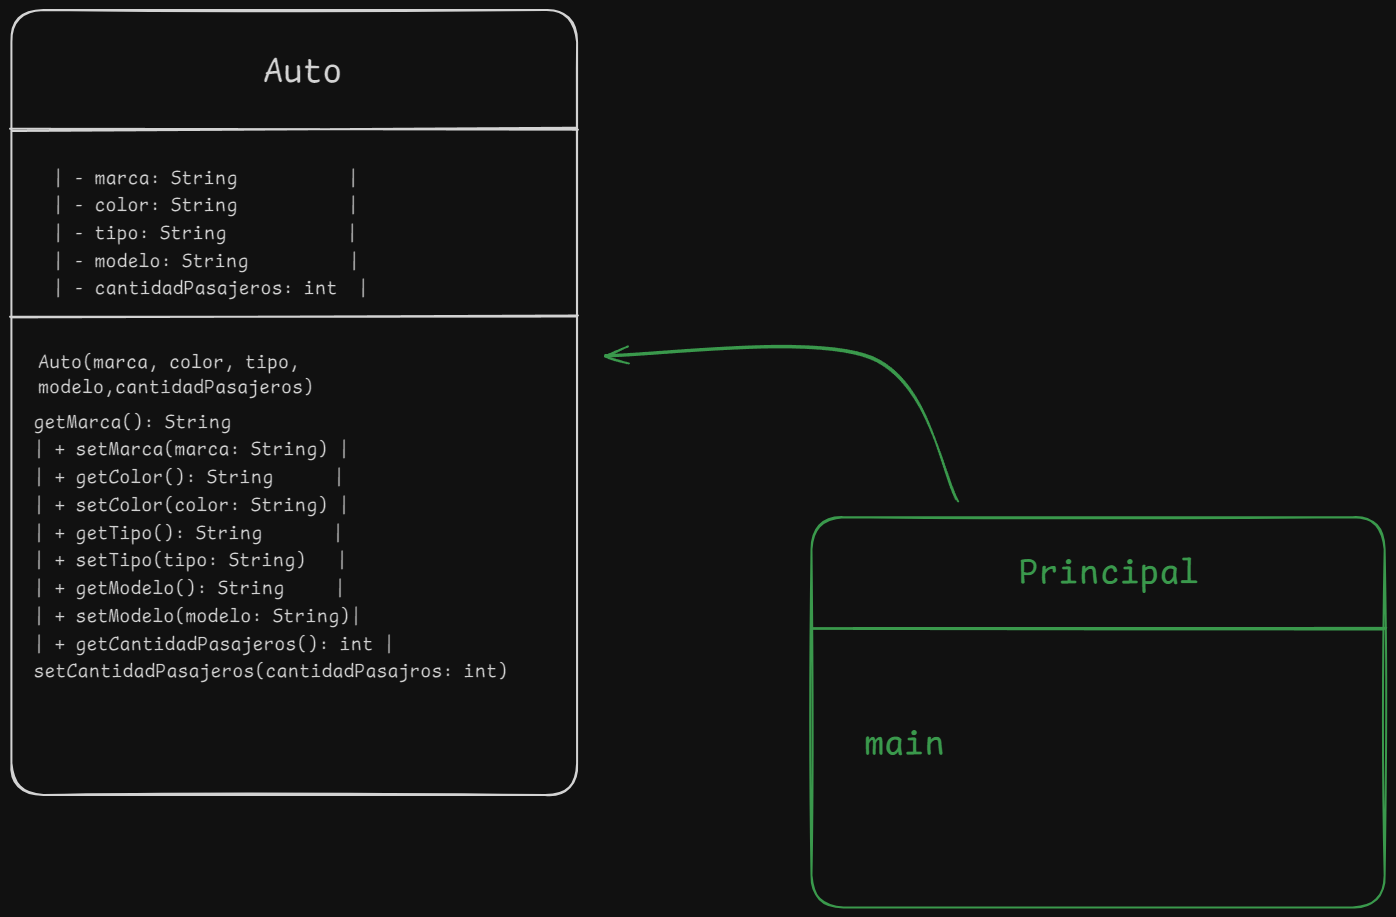 Auto
| - marca: String |
| - color: String |
| - tipo: String |
| - modelo: String |
| - cantidadPasajeros: int |
Auto(marca, color, tipo,
modelo,cantidadPasajeros)
getMarca(): String
| + setMarca(marca: String) |
| + getColor(): String |
| + setColor(color: String) |
| + getTipo(): String |
| + setTipo(tipo: String) |
| + getModelo(): String |
| + setModelo(modelo: String)|
| + getCantidadPasajeros(): int |
setCantidadPasajeros(cantidadPasajros: int)
Principal
main